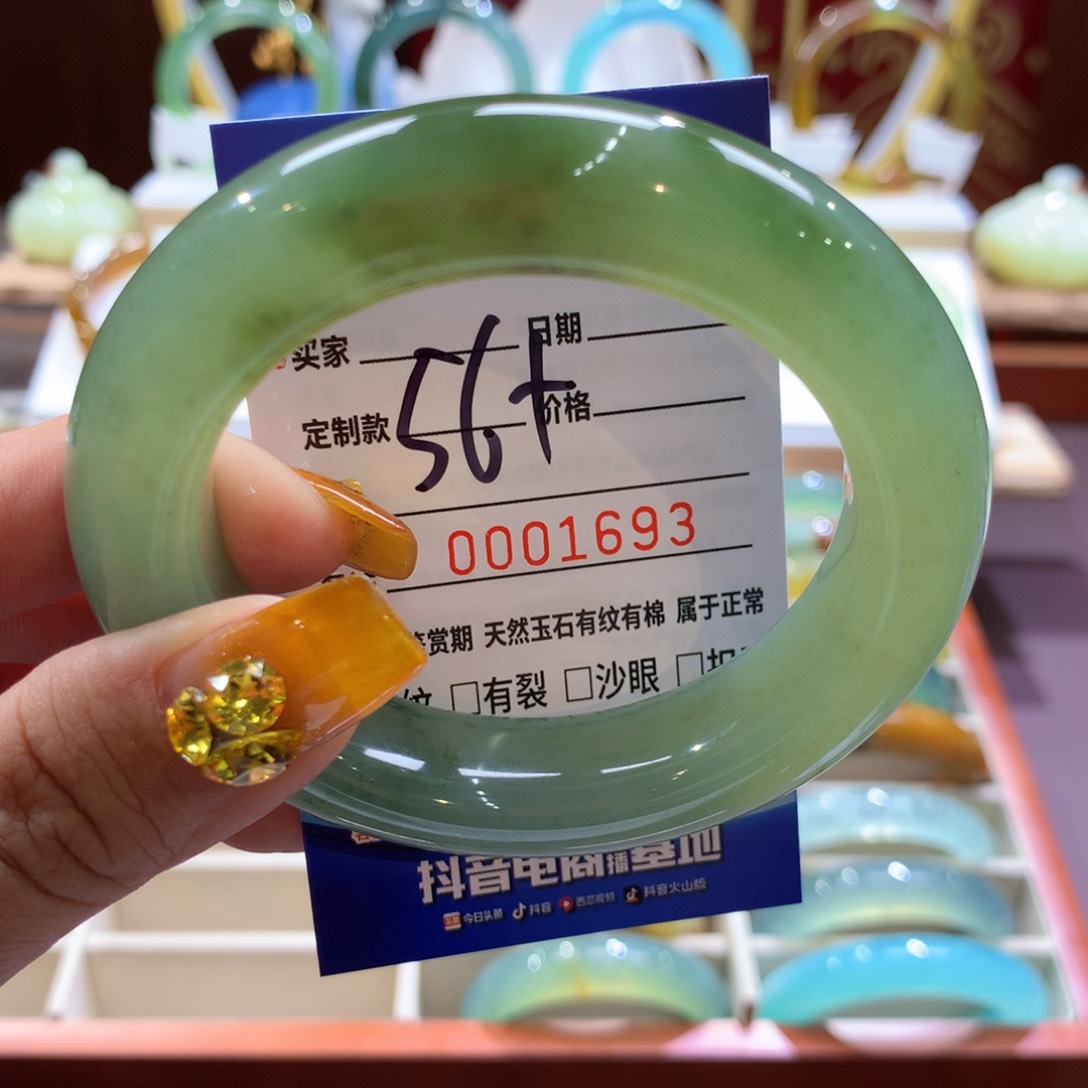 买家 日期
定制款 56+ 价格
0001693
赏期 天然玉石有纹有棉 属于正常
纹 □有裂 □沙眼
抖音电商直播基地
今日头条 抖音 西瓜视频 抖音火山版